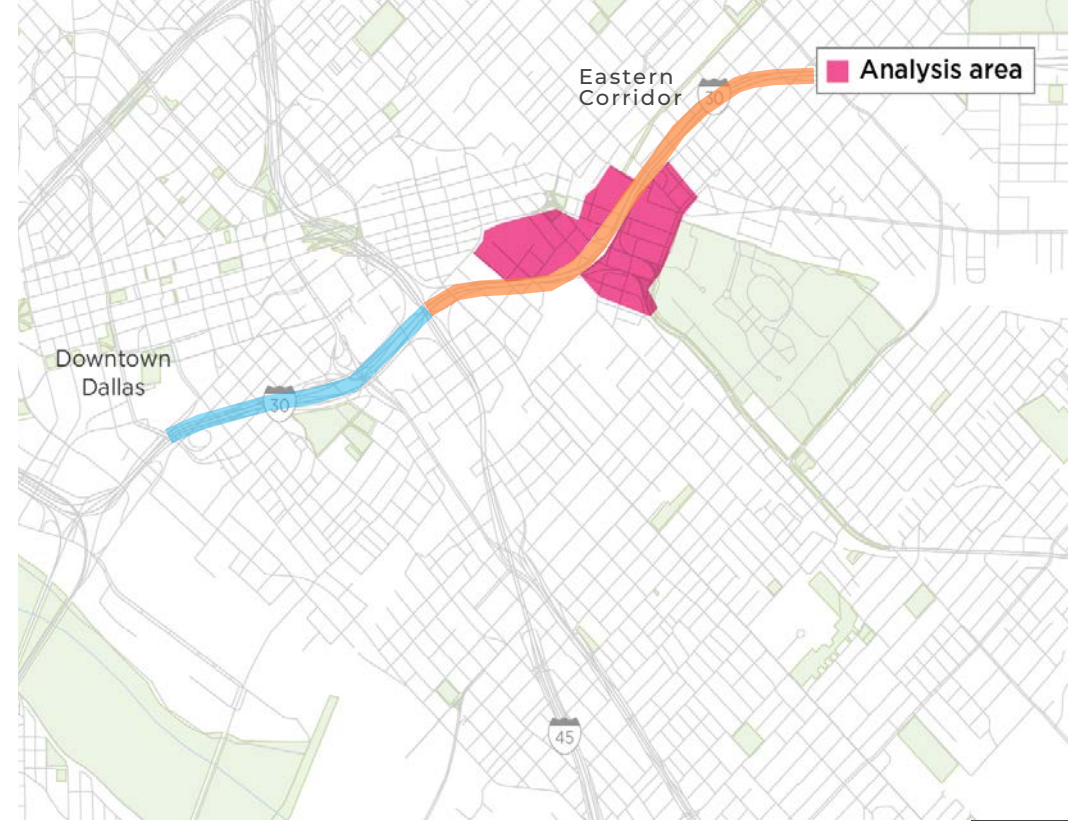 Analysis area
Eastern
Corridor
30
Downtown
Dallas
30
45